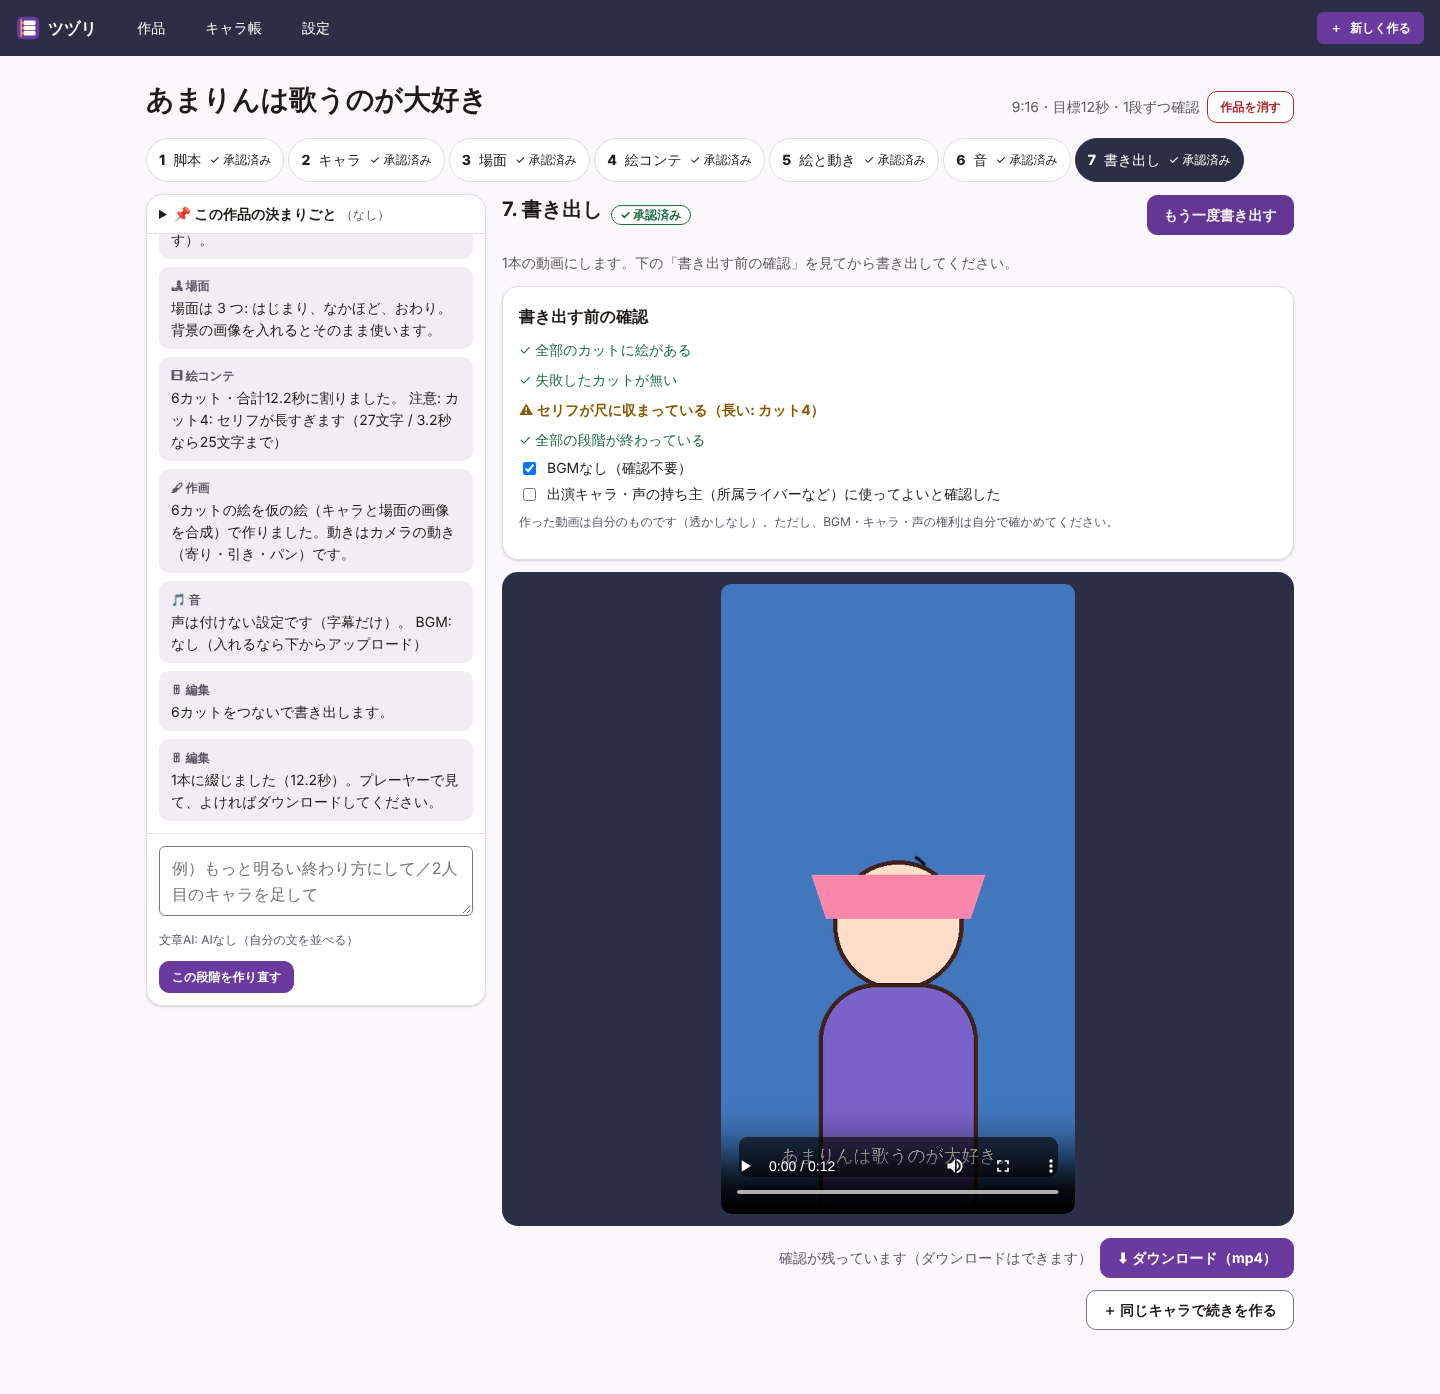 ツヅリ
作品
キャラ帳
設定
＋ 新しく作る
あまりんは歌うのが大好き
9:16・目標12秒・1段ずつ確認
作品を消す
1 脚本 ✓ 承認済み
2 キャラ ✓ 承認済み
3 場面 ✓ 承認済み
4 絵コンテ ✓ 承認済み
5 絵と動き ✓ 承認済み
6 音 ✓ 承認済み
7 書き出し ✓ 承認済み
▶ 📌 この作品の決まりごと （なし）
す）。
場面
場面は 3 つ: はじまり、なかほど、おわり。
背景の画像を入れるとそのまま使います。
絵コンテ
6カット・合計12.2秒に割りました。 注意: カ
ット4: セリフが長すぎます（27文字 / 3.2秒
なら25文字まで）
作画
6カットの絵を仮の絵（キャラと場面の画像
を合成）で作りました。動きはカメラの動き
（寄り・引き・パン）です。
音
声は付けない設定です（字幕だけ）。 BGM:
なし（入れるなら下からアップロード）
編集
6カットをつないで書き出します。
編集
1本に綴じました（12.2秒）。プレーヤーで見
て、よければダウンロードしてください。
例）もっと明るい終わり方にして／2人
目のキャラを足して
文章AI: AIなし（自分の文を並べる）
この段階を作り直す
7. 書き出し
✓ 承認済み
もう一度書き出す
1本の動画にします。下の「書き出す前の確認」を見てから書き出してください。
書き出す前の確認
✓ 全部のカットに絵がある
✓ 失敗したカットが無い
⚠ セリフが尺に収まっている（長い: カット4）
✓ 全部の段階が終わっている
BGMなし（確認不要）
出演キャラ・声の持ち主（所属ライバーなど）に使ってよいと確認した
作った動画は自分のものです（透かしなし）。ただし、BGM・キャラ・声の権利は自分で確かめてください。
あまりんは歌うのが大好き
0:00 / 0:12
確認が残っています（ダウンロードはできます）
⬇ ダウンロード（mp4）
＋ 同じキャラで続きを作る